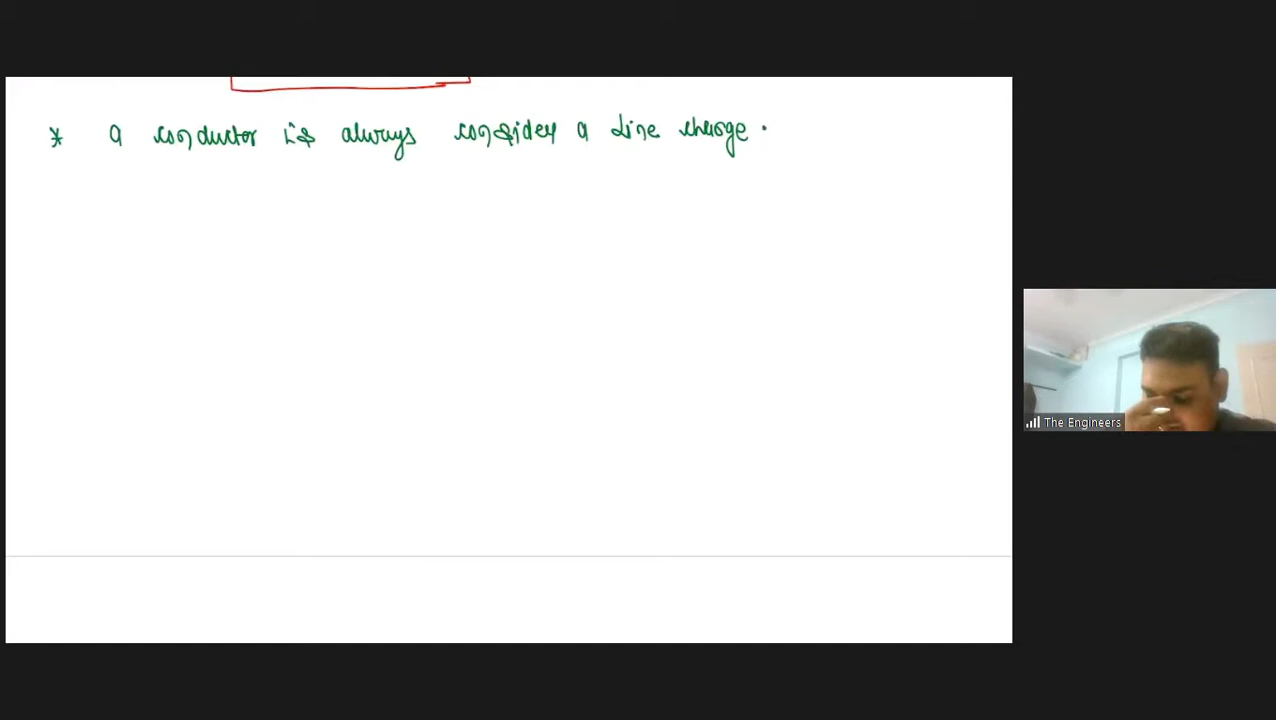 * a conductor is always consider a line charge.
The Engineers